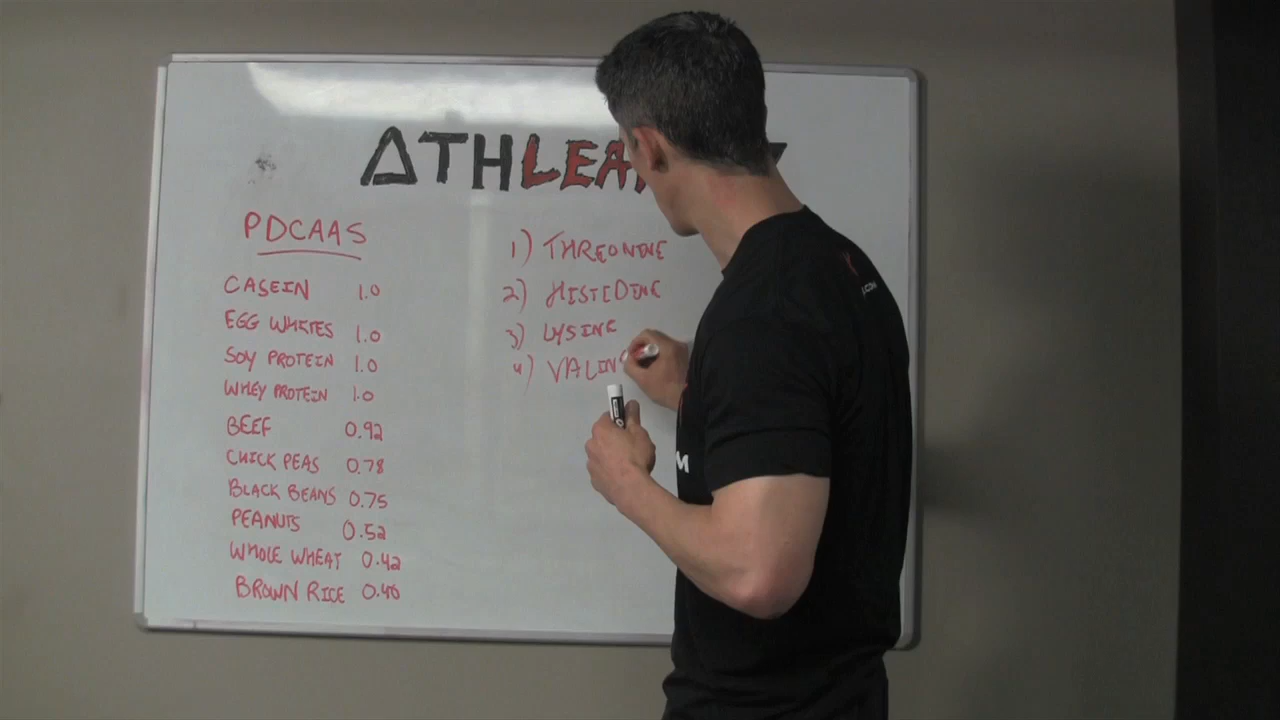 ATHLEA
PDCAAS
CASEIN 1.0
EGG WHITES 1.0
SOY PROTEIN 1.0
WHEY PROTEIN 1.0
BEEF 0.92
CHICK PEAS 0.78
BLACK BEANS 0.75
PEANUTS 0.52
WHOLE WHEAT 0.42
BROWN RICE 0.40
1) THREONINE
2) HISTIDINE
3) LYSINE
4) VALIN
.COM
M